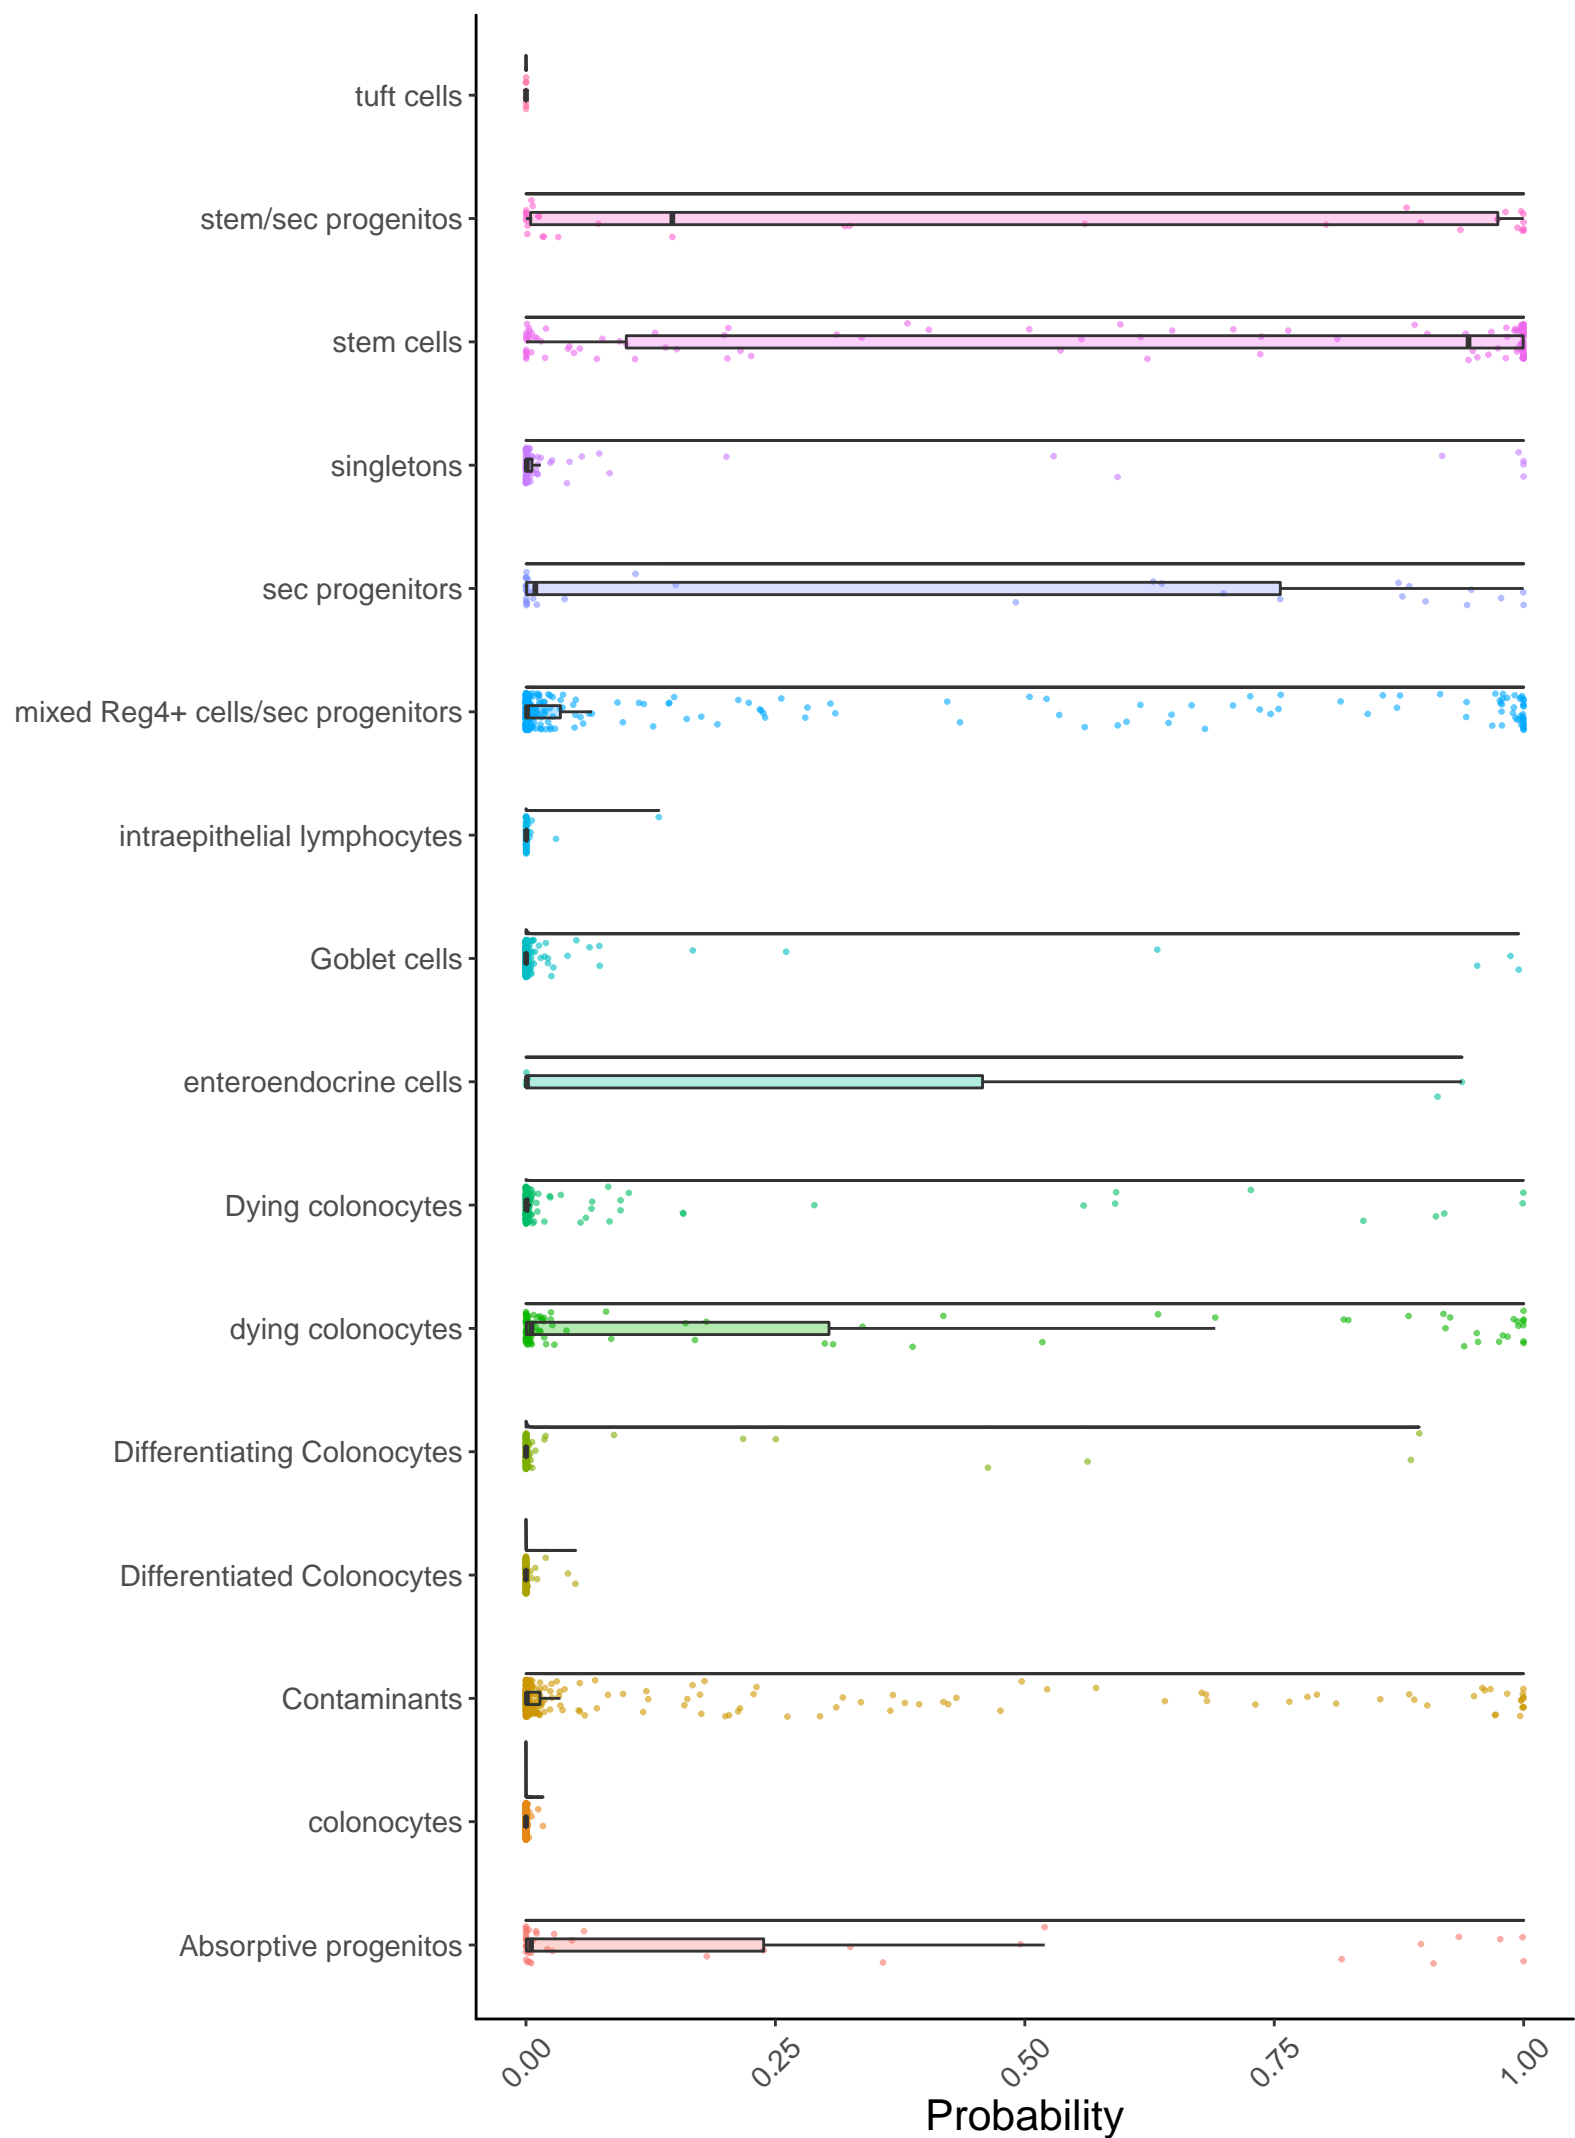 tuft cells
stem/sec progenitos
stem cells
singletons
sec progenitors
mixed Reg4+ cells/sec progenitors
intraepithelial lymphocytes
Goblet cells
enteroendocrine cells
Dying colonocytes
dying colonocytes
Differentiating Colonocytes
Differentiated Colonocytes
Contaminants
colonocytes
Absorptive progenitos
0.00 0.25 0.50 0.75 1.00
Probability